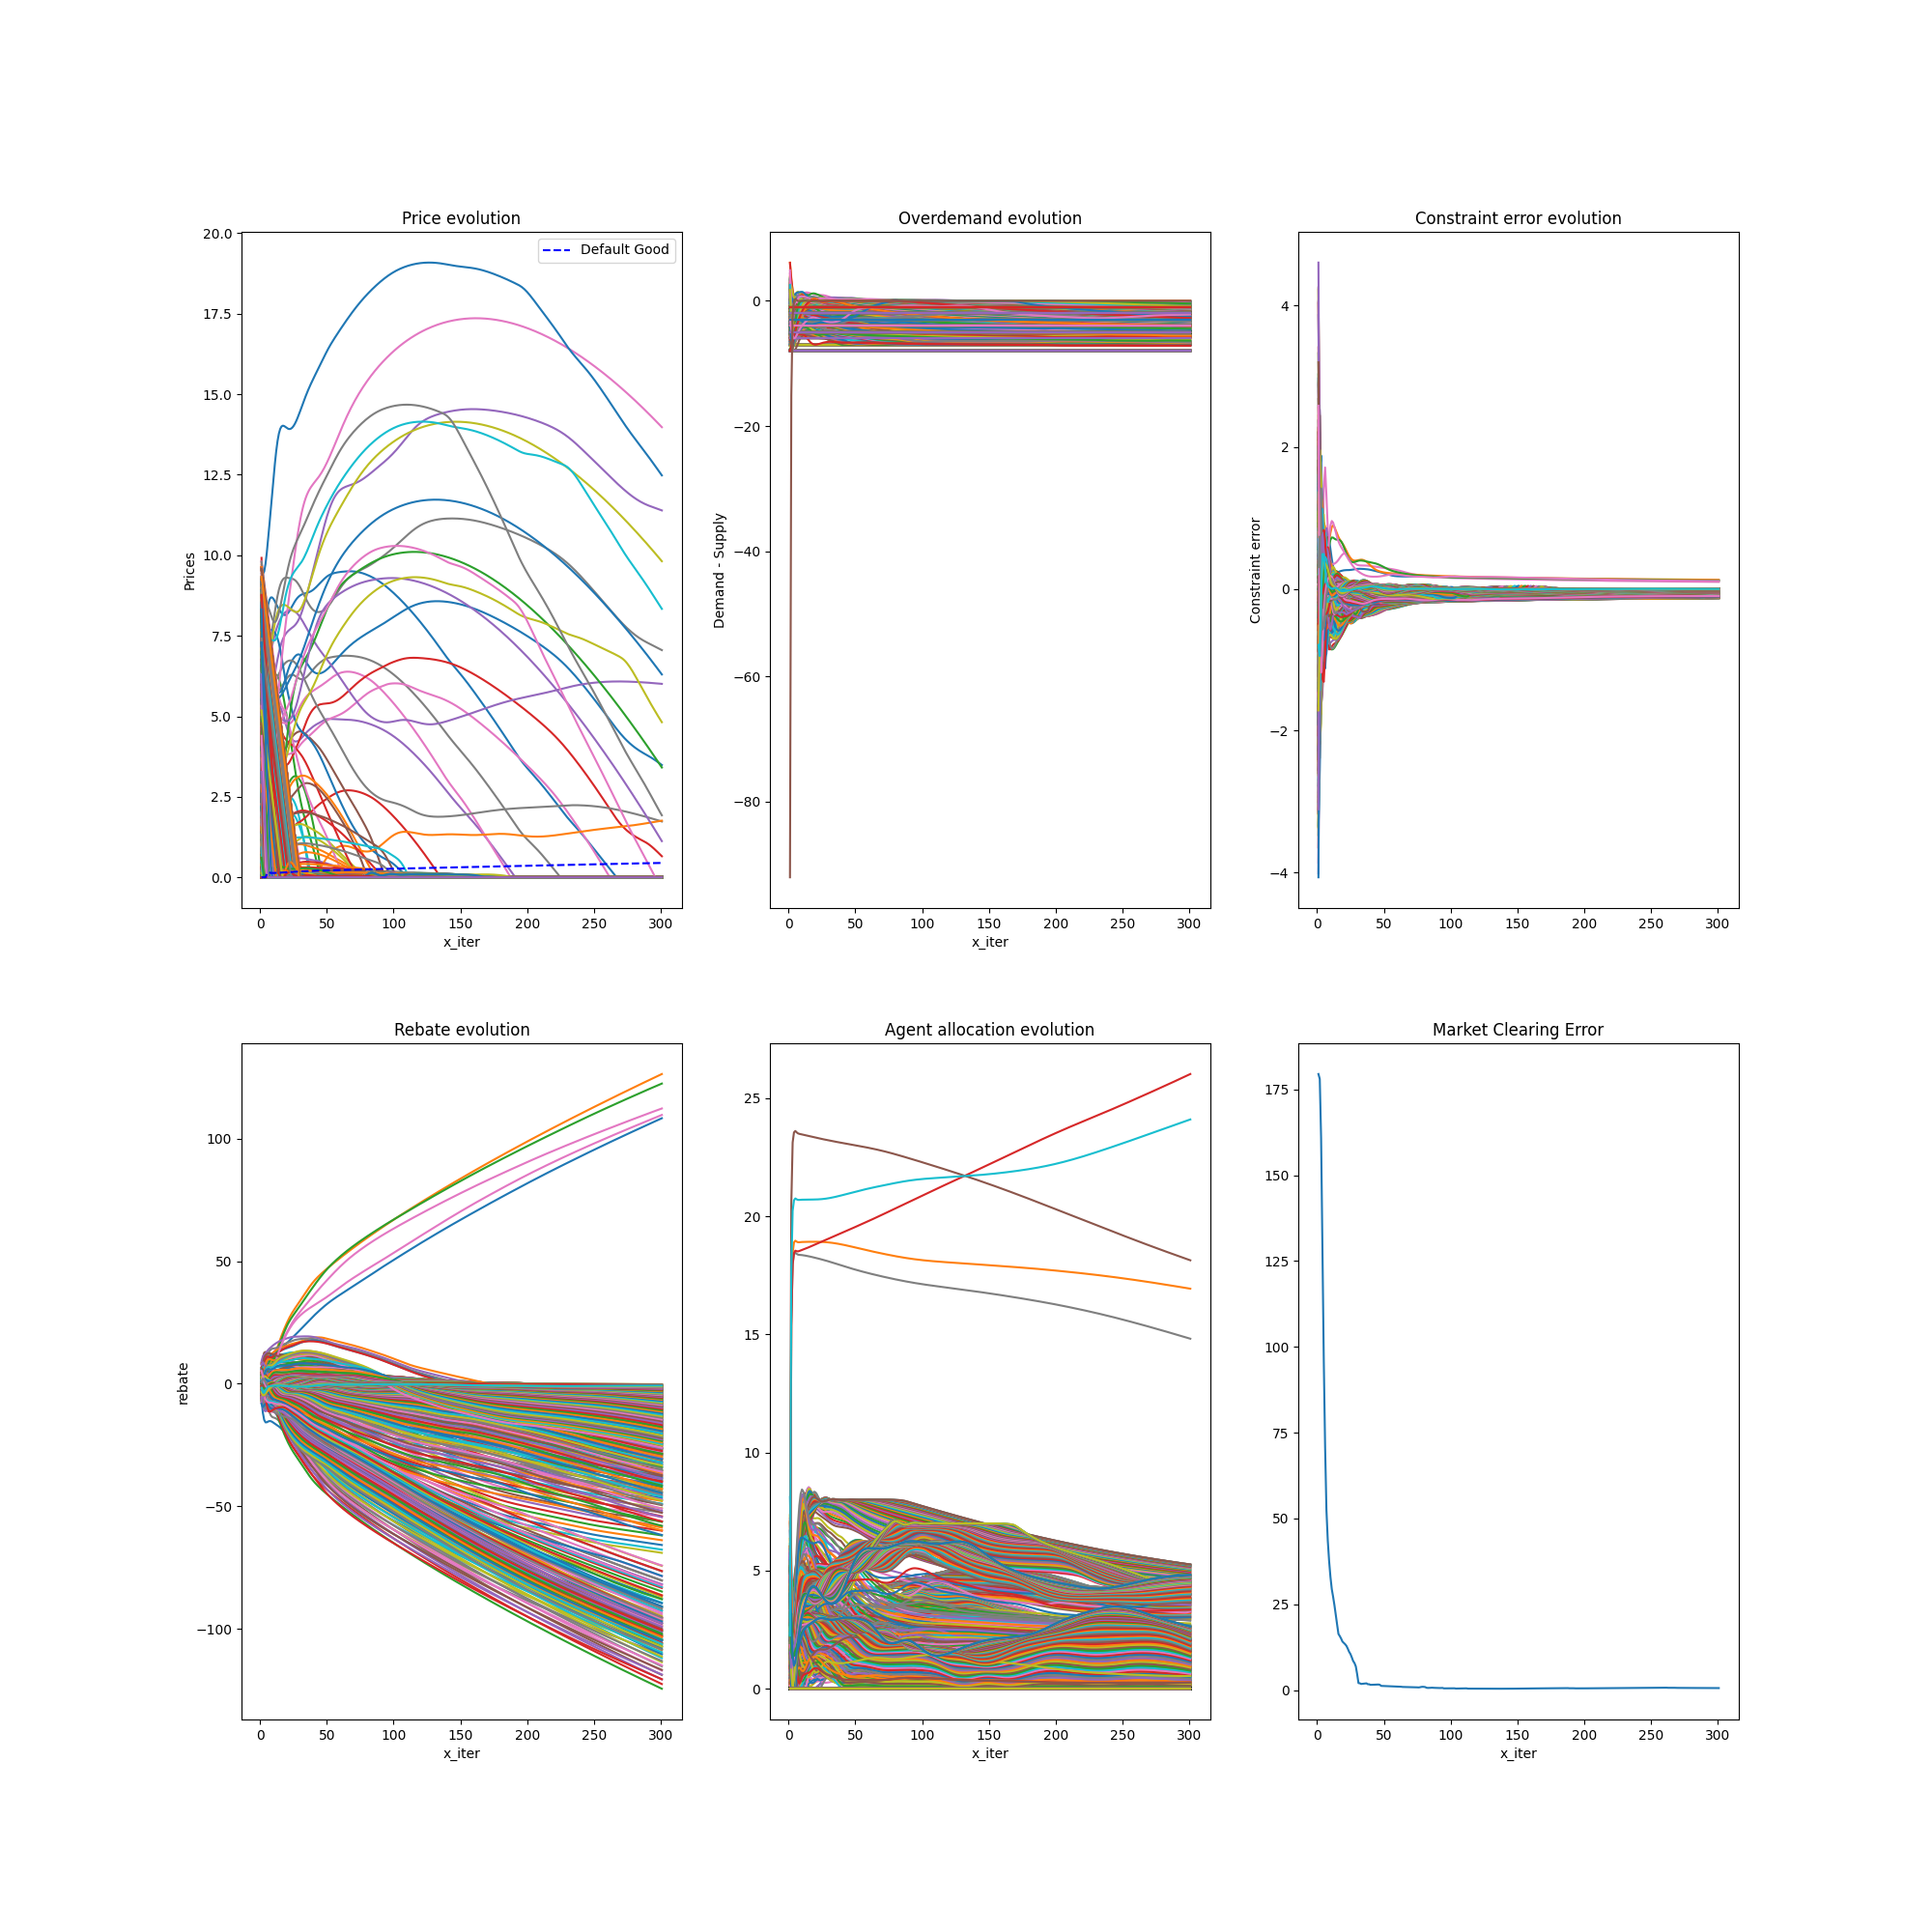 Price evolution
Overdemand evolution
Constraint error evolution
20.0
17.5
15.0
12.5
10.0
7.5
5.0
2.5
0.0
Prices
Default Good
0 50 100 150 200 250 300
x_iter
0
−20
−40
−60
−80
Demand - Supply
0 50 100 150 200 250 300
x_iter
4
2
0
−2
−4
Constraint error
0 50 100 150 200 250 300
Rebate evolution
Agent allocation evolution
Market Clearing Error
100
50
0
−50
−100
rebate
0 50 100 150 200 250 300
x_iter
25
20
15
10
5
0
0 50 100 150 200 250 300
x_iter
175
150
125
100
75
50
25
0
0 50 100 150 200 250 300
x_iter